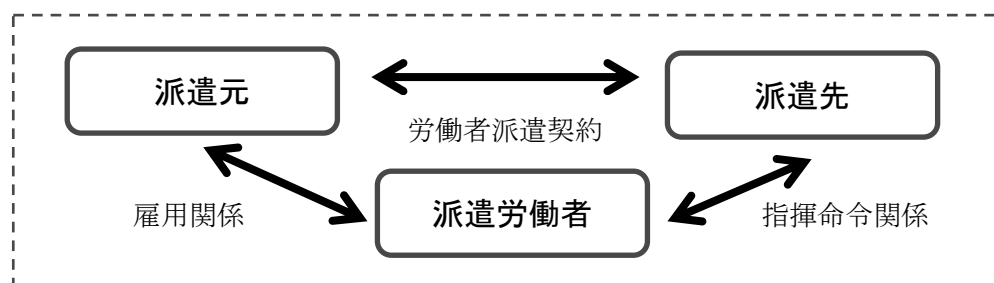 派遣元
派遣先
労働者派遣契約
雇用関係
派遣労働者
指揮命令関係